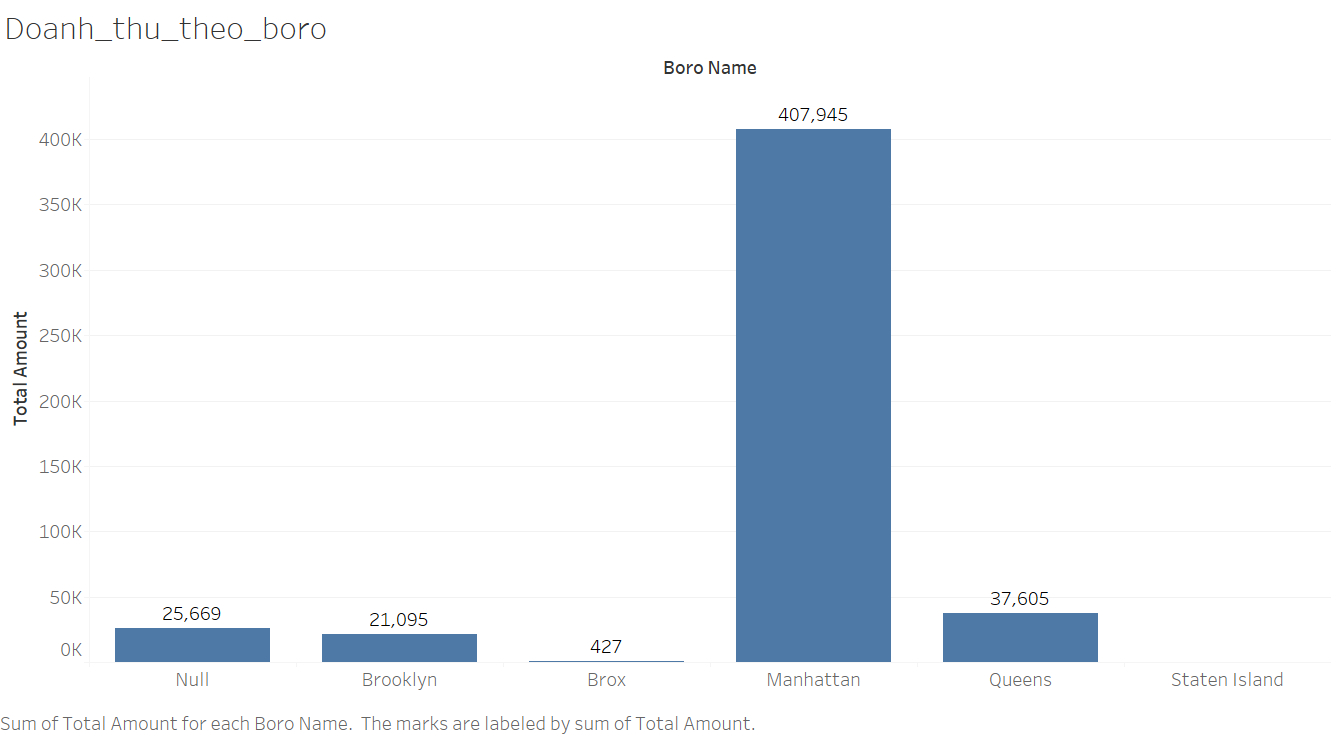 Doanh_thu_theo_boro
Boro Name
Total Amount
400K
350K
300K
250K
200K
150K
100K
50K
0K
407,945
25,669
21,095
427
37,605
Null
Brooklyn
Brox
Manhattan
Queens
Staten Island
Sum of Total Amount for each Boro Name. The marks are labeled by sum of Total Amount.